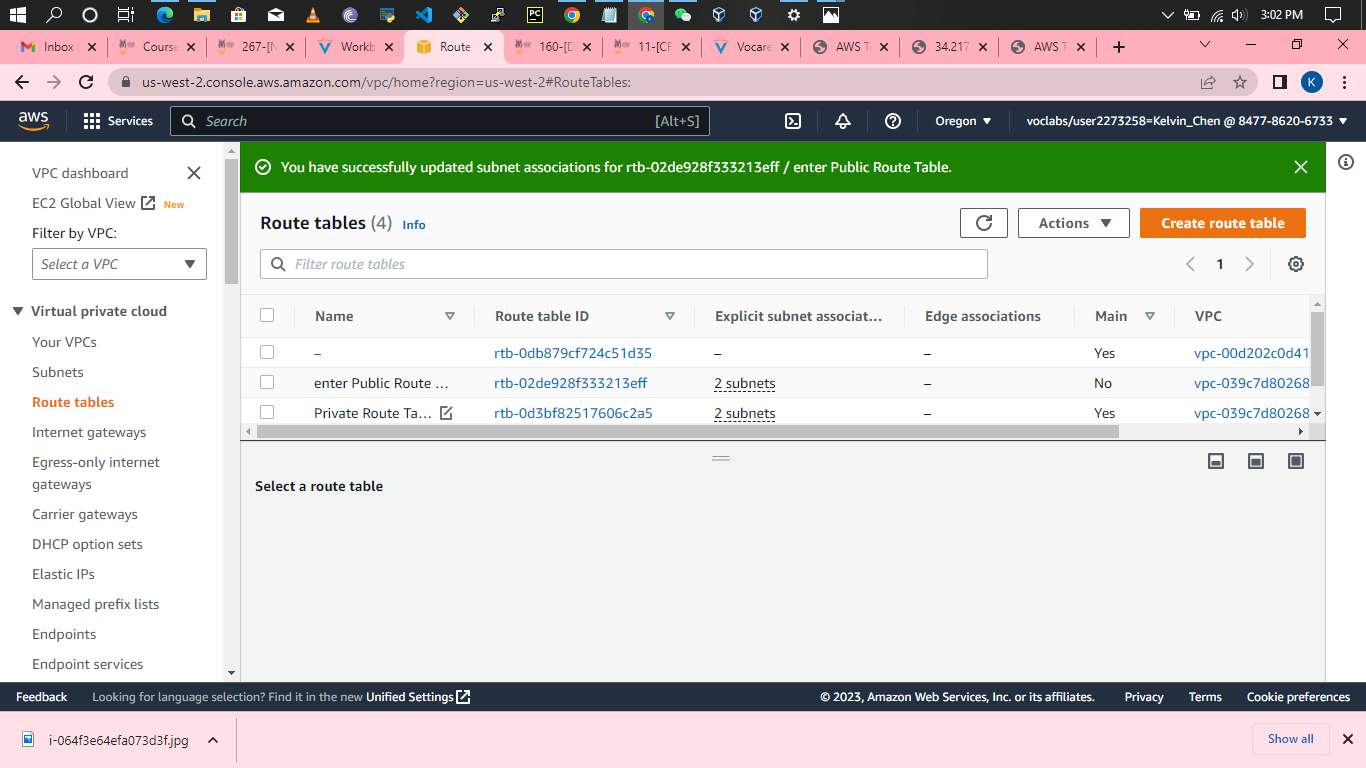 PC
3:02 PM
Inbox
Course
267-[N
Workb
Route
160-[D
11-[CF
Vocare
AWS T
34.217
AWS T
us-west-2.console.aws.amazon.com/vpc/home?region=us-west-2#RouteTables:
K
aws
Services
Search
[Alt+S]
Oregon
voclabs/user2273258=Kelvin_Chen @ 8477-8620-6733
VPC dashboard
EC2 Global View New
Filter by VPC:
Select a VPC
Virtual private cloud
Your VPCs
Subnets
Route tables
Internet gateways
Egress-only internet
gateways
Carrier gateways
DHCP option sets
Elastic IPs
Managed prefix lists
Endpoints
Endpoint services
You have successfully updated subnet associations for rtb-02de928f333213eff / enter Public Route Table.
Route tables (4) Info
Actions
Create route table
Filter route tables
1
Name Route table ID Explicit subnet associat... Edge associations Main VPC
– rtb-0db879cf724c51d35 – – Yes vpc-00d202c0d41
enter Public Route ... rtb-02de928f333213eff 2 subnets – No vpc-039c7d80268
Private Route Ta... rtb-0d3bf82517606c2a5 2 subnets – Yes vpc-039c7d80268
Select a route table
Feedback Looking for language selection? Find it in the new Unified Settings © 2023, Amazon Web Services, Inc. or its affiliates. Privacy Terms Cookie preferences
i-064f3e64efa073d3f.jpg
Show all